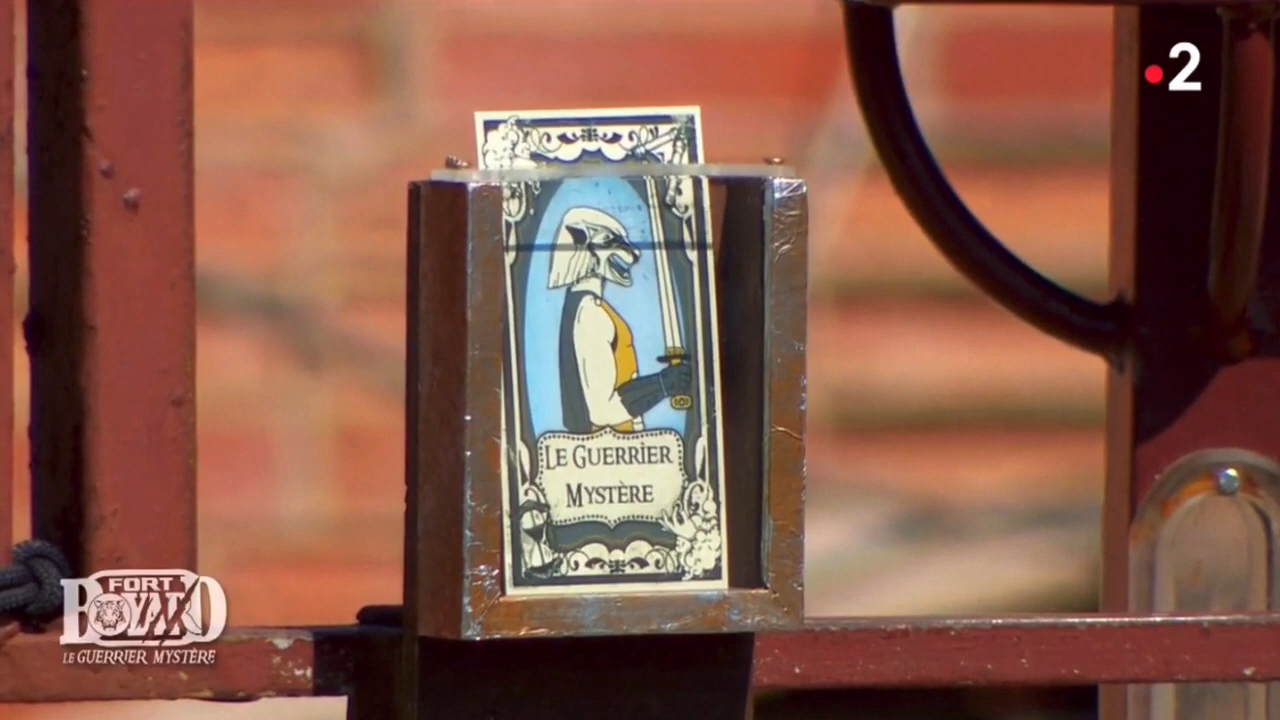 2
LE GUERRIER
MYSTÈRE
FORT
BOYARD
LE GUERRIER MYSTÈRE